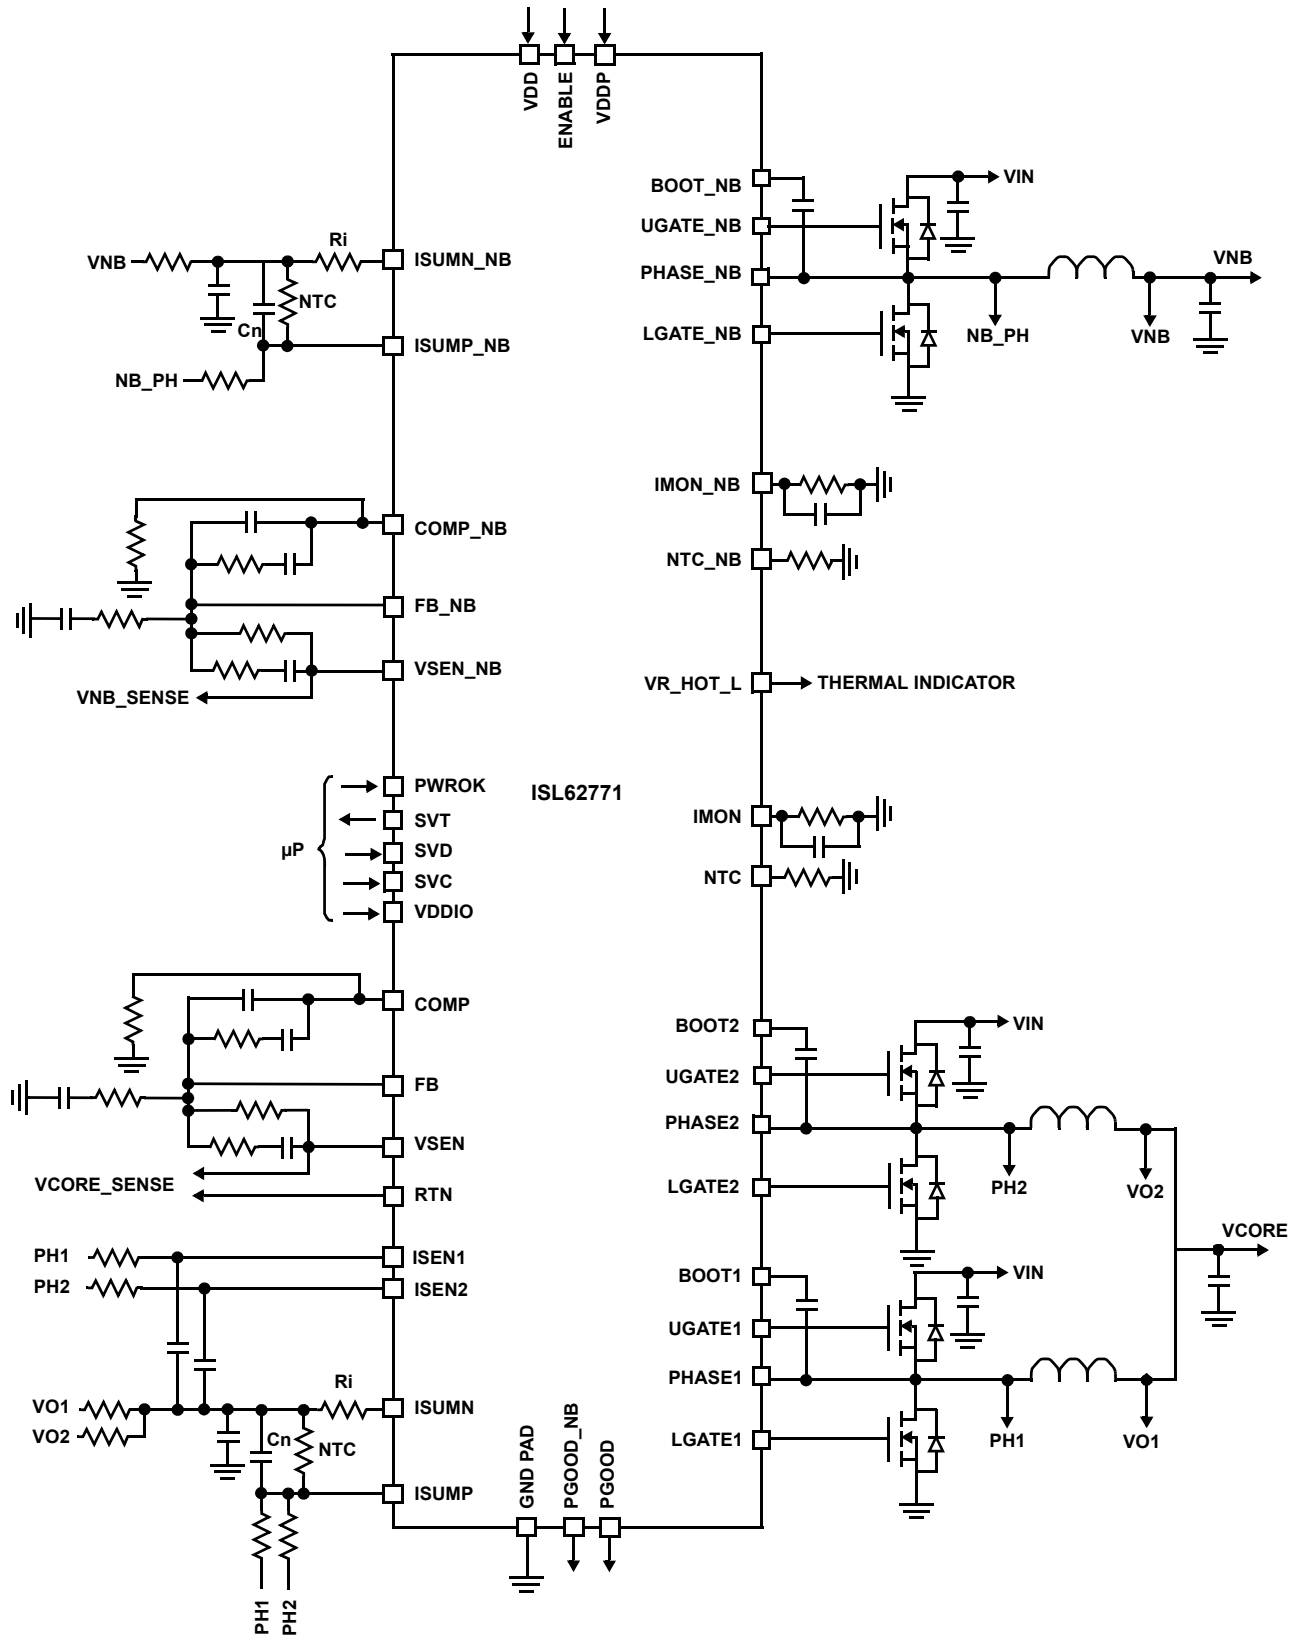 VDD
ENABLE
VDDP
BOOT_NB
VIN
UGATE_NB
VNB
Ri
ISUMN_NB
PHASE_NB
VNB
NTC
Cn
LGATE_NB
NB_PH
VNB
ISUMP_NB
NB_PH
IMON_NB
COMP_NB
NTC_NB
FB_NB
VSEN_NB
VNB_SENSE
VR_HOT_L
THERMAL INDICATOR
PWROK
ISL62771
SVT
IMON
µP
SVD
SVC
NTC
VDDIO
COMP
BOOT2
VIN
FB
UGATE2
PHASE2
VSEN
VCORE_SENSE
RTN
LGATE2
PH2
VO2
VCORE
PH1
ISEN1
PH2
ISEN2
BOOT1
VIN
UGATE1
Ri
PHASE1
VO1
ISUMN
VO2
Cn
NTC
LGATE1
PH1
VO1
ISUMP
GND PAD
PGOOD_NB
PGOOD
PH1
PH2